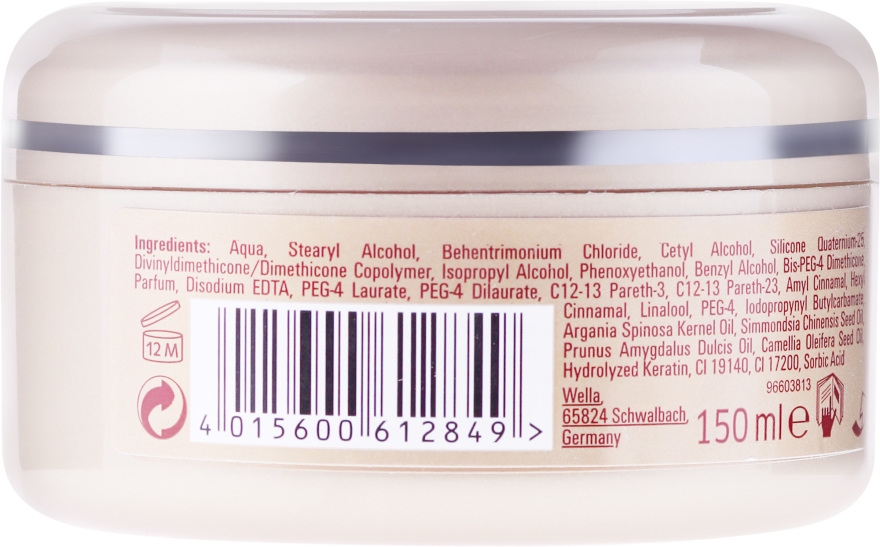 Ingredients: Aqua, Stearyl Alcohol, Behentrimonium Chloride, Cetyl Alcohol, Silicone Quaternium-25,
Divinyldimethicone/Dimethicone Copolymer, Isopropyl Alcohol, Phenoxyethanol, Benzyl Alcohol, Bis-PEG-4 Dimethicone,
Parfum, Disodium EDTA, PEG-4 Laurate, PEG-4 Dilaurate, C12-13 Pareth-3, C12-13 Pareth-23, Amyl Cinnamal, Hexyl
Cinnamal, Linalool, PEG-4, Iodopropynyl Butylcarbamate,
Argania Spinosa Kernel Oil, Simmondsia Chinensis Seed Oil,
Prunus Amygdalus Dulcis Oil, Camellia Oleifera Seed Oil,
Hydrolyzed Keratin, CI 19140, CI 17200, Sorbic Acid
12 M
96603813
Wella,
65824 Schwalbach,
Germany
150 ml e
4 015600 612849 >